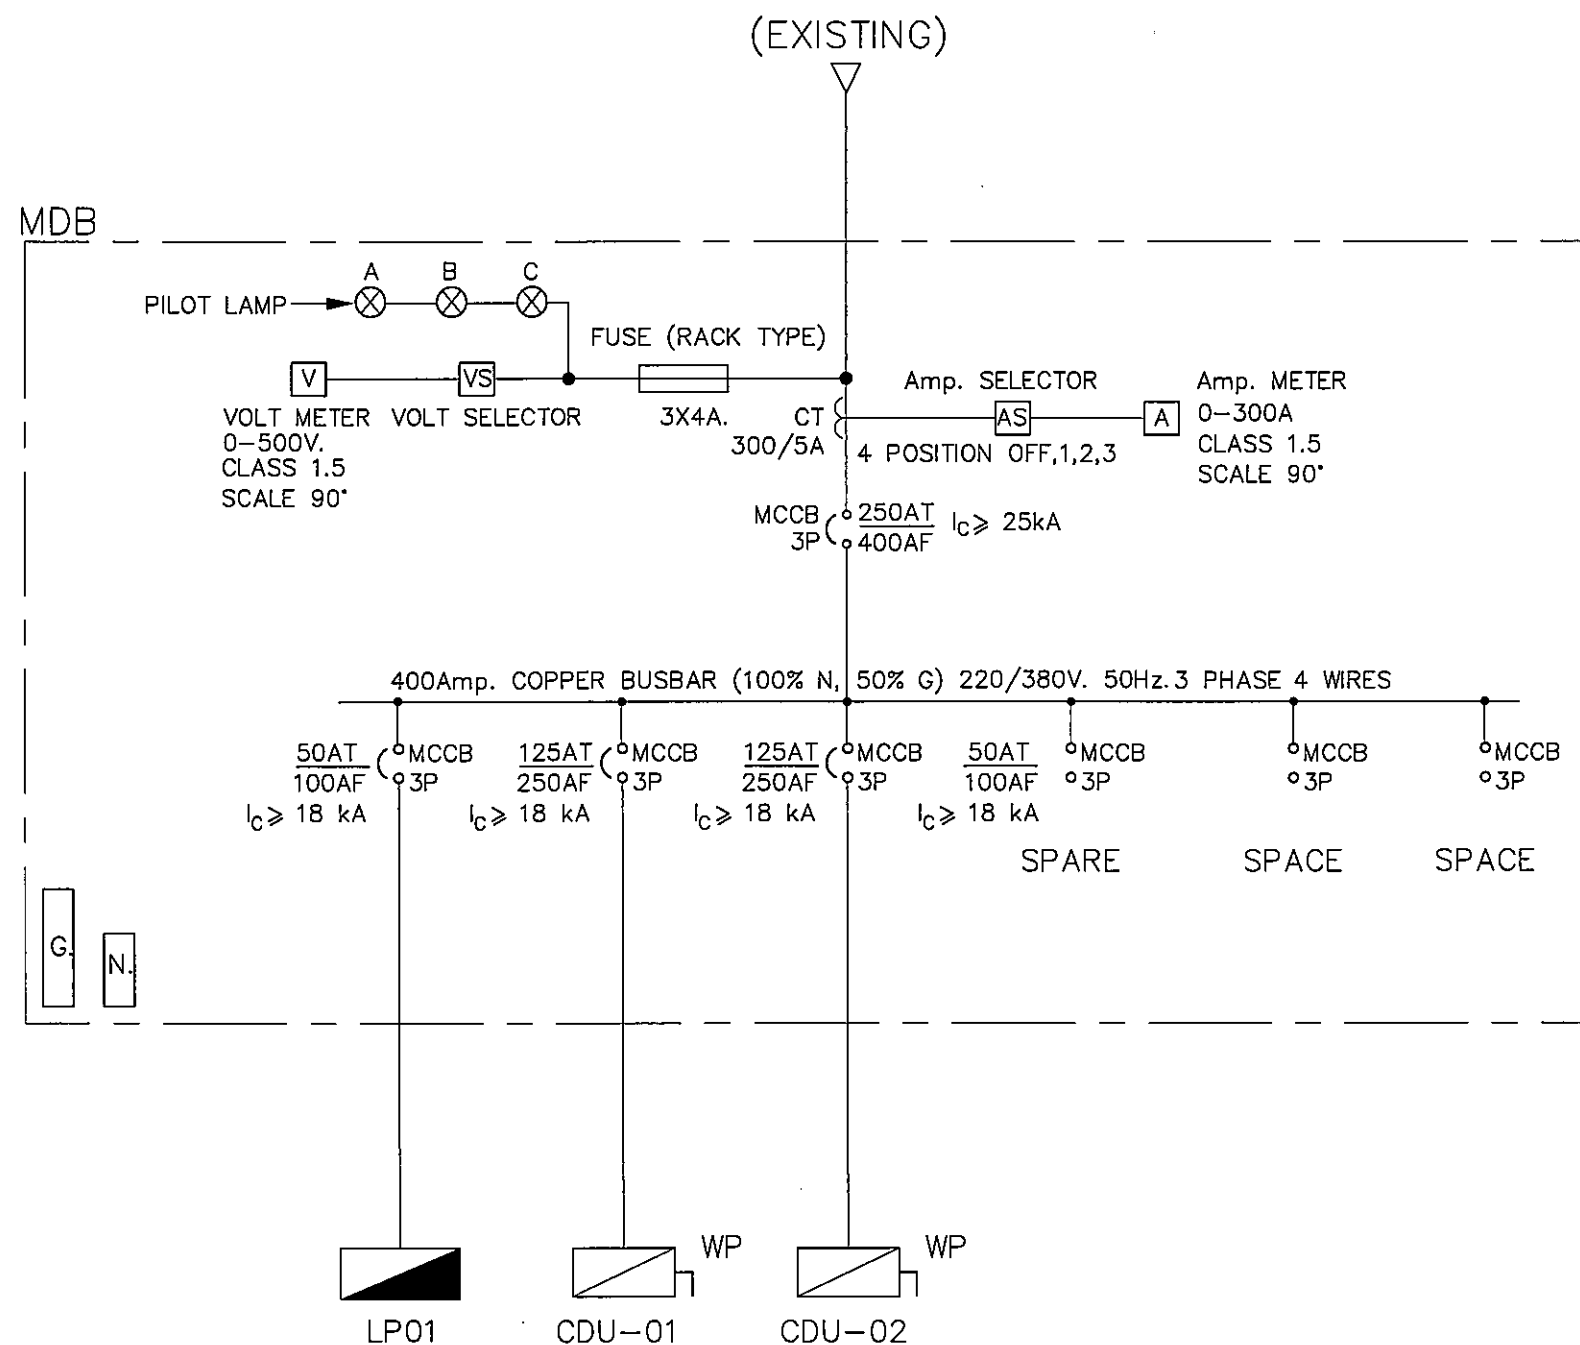 (EXISTING)
MDB
A B C
PILOT LAMP
FUSE (RACK TYPE)
V VS
3X4A.
VOLT METER
0-500V.
CLASS 1.5
SCALE 90°
VOLT SELECTOR
CT
300/5A
Amp. SELECTOR
AS
4 POSITION OFF,1,2,3
Amp. METER
A
0-300A
CLASS 1.5
SCALE 90°
MCCB
3P
250AT
400AF
IC⩾ 25kA
400Amp. COPPER BUSBAR (100% N, 50% G) 220/380V. 50Hz.3 PHASE 4 WIRES
50AT
100AF
MCCB
3P
IC⩾ 18 kA
125AT
250AF
MCCB
3P
IC⩾ 18 kA
125AT
250AF
MCCB
3P
IC⩾ 18 kA
50AT
100AF
MCCB
3P
IC⩾ 18 kA
SPARE
MCCB
3P
SPACE
MCCB
3P
SPACE
G.
N.
LP01
WP
CDU-01
WP
CDU-02